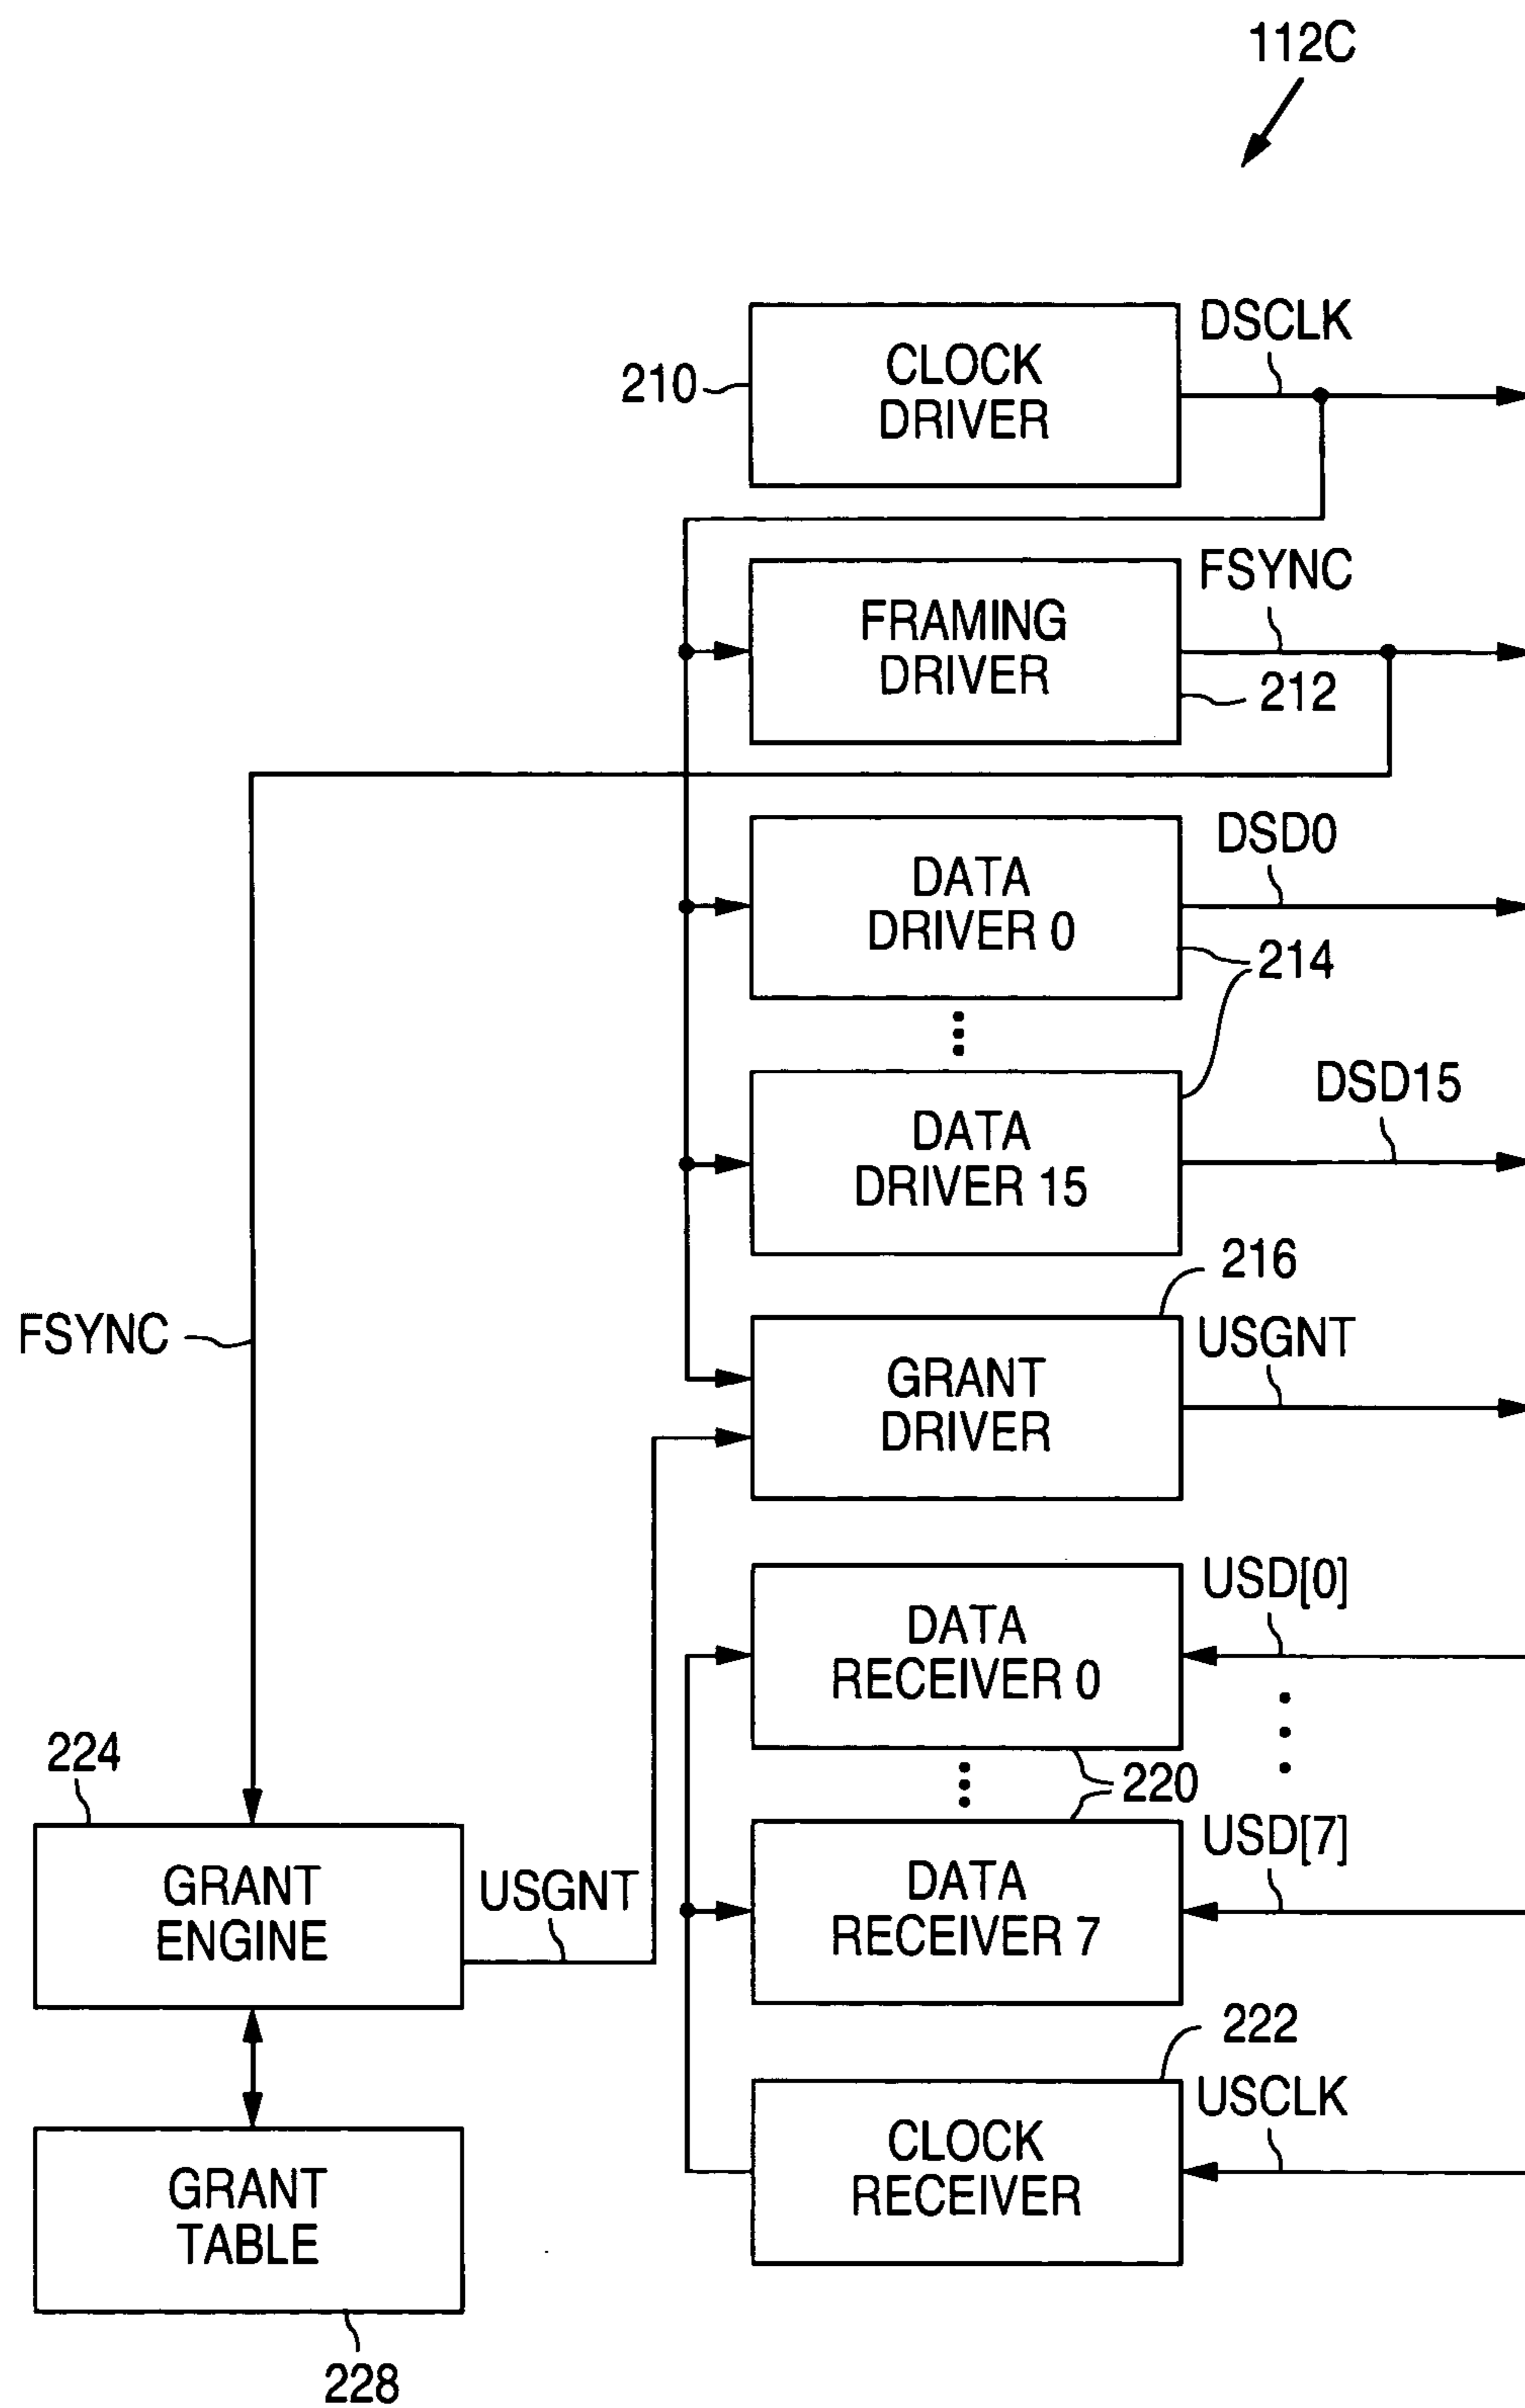 112C
DSCLK
CLOCK
DRIVER
210
FSYNC
FRAMING
DRIVER
212
DSD0
DATA
DRIVER 0
214
DSD15
DATA
DRIVER 15
216
FSYNC
USGNT
GRANT
DRIVER
USD[0]
DATA
RECEIVER 0
224
220
USD[7]
GRANT
ENGINE
USGNT
DATA
RECEIVER 7
222
USCLK
CLOCK
RECEIVER
GRANT
TABLE
228